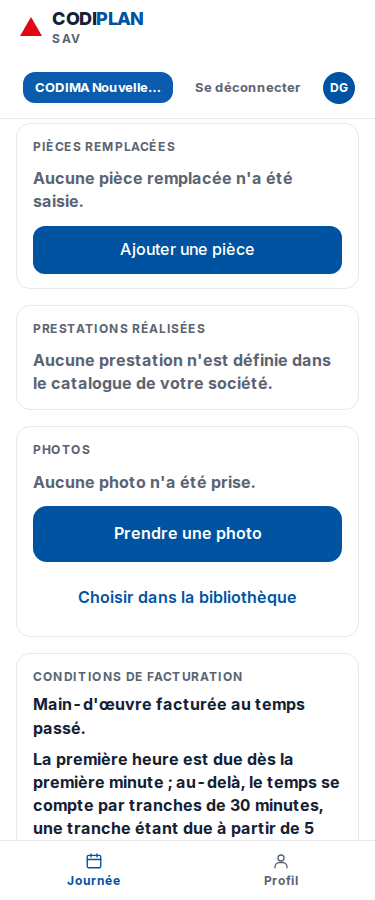 CODIPLAN
SAV
CODIMA Nouvelle…
Se déconnecter
DG
PIÈCES REMPLACÉES
Aucune pièce remplacée n'a été
saisie.
Ajouter une pièce
PRESTATIONS RÉALISÉES
Aucune prestation n'est définie dans
le catalogue de votre société.
PHOTOS
Aucune photo n'a été prise.
Prendre une photo
Choisir dans la bibliothèque
CONDITIONS DE FACTURATION
Main-d'œuvre facturée au temps
passé.
La première heure est due dès la
première minute ; au-delà, le temps se
compte par tranches de 30 minutes,
une tranche étant due à partir de 5
Journée
Profil